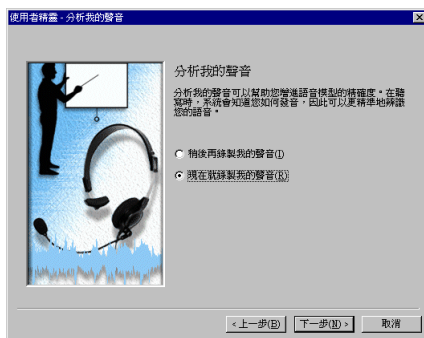 使用者精靈 - 分析我的聲音
分析我的聲音
分析我的聲音可以幫助您增進語音模型的精確度。在聽
寫時，系統會知道您如何發音，因此可以更精準地辨識
您的語音。
稍後再錄製我的聲音(I)
現在就錄製我的聲音(R)
<上一步(B)
下一步(N)>
取消